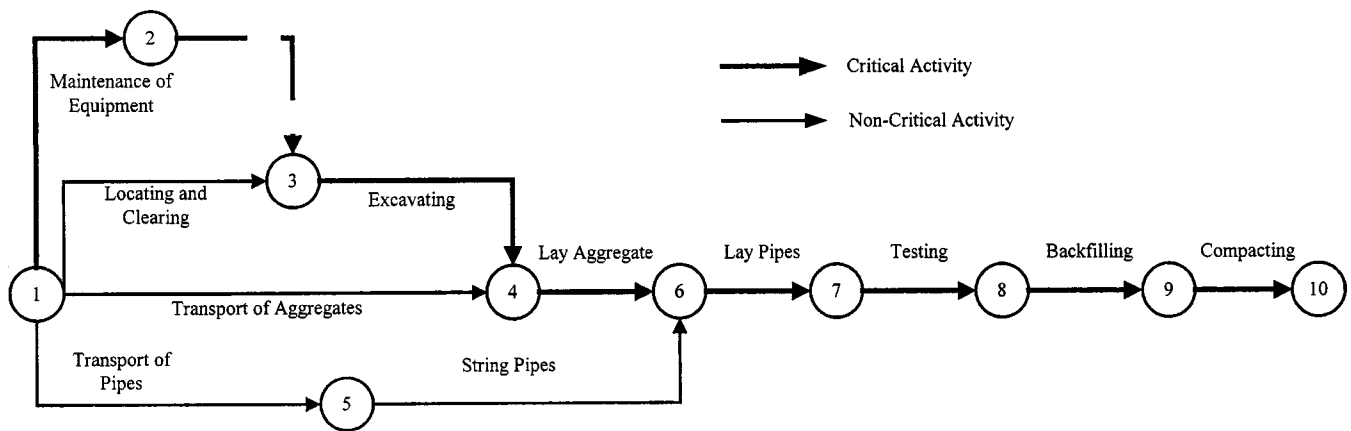 2
Critical Activity
Maintenance of
Equipment
Non-Critical Activity
3
Locating and
Clearing
Excavating
Lay Aggregate
Lay Pipes
Testing
Backfilling
Compacting
1
4
6
7
8
9
10
Transport of Aggregates
Transport of
Pipes
String Pipes
5